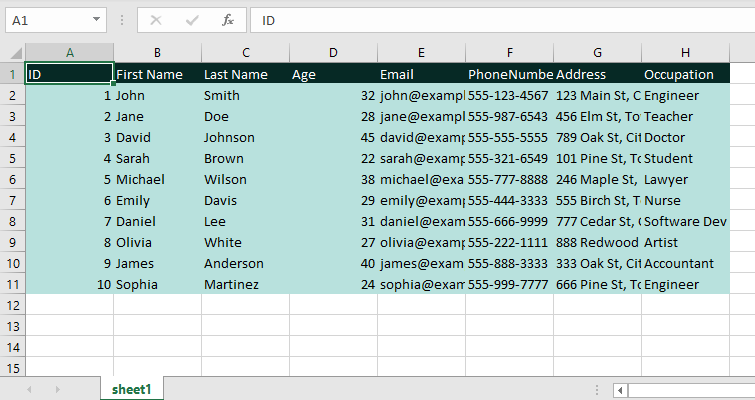 A1 fx ID
A B C D E F G H
1 ID First Name Last Name Age Email PhoneNumbe Address Occupation
2 1 John Smith 32 john@exampl 555-123-4567 123 Main St, C Engineer
3 2 Jane Doe 28 jane@exampl 555-987-6543 456 Elm St, To Teacher
4 3 David Johnson 45 david@examp 555-555-5555 789 Oak St, Cit Doctor
5 4 Sarah Brown 22 sarah@examp 555-321-6549 101 Pine St, To Student
6 5 Michael Wilson 38 michael@exa 555-777-8888 246 Maple St, Lawyer
7 6 Emily Davis 29 emily@examp 555-444-3333 555 Birch St, T Nurse
8 7 Daniel Lee 31 daniel@exam 555-666-9999 777 Cedar St, Software Dev
9 8 Olivia White 27 olivia@examp 555-222-1111 888 Redwood Artist
10 9 James Anderson 40 james@exam 555-888-3333 333 Oak St, Cit Accountant
11 10 Sophia Martinez 24 sophia@exam 555-999-7777 666 Pine St, To Engineer
12
13
14
15
sheet1